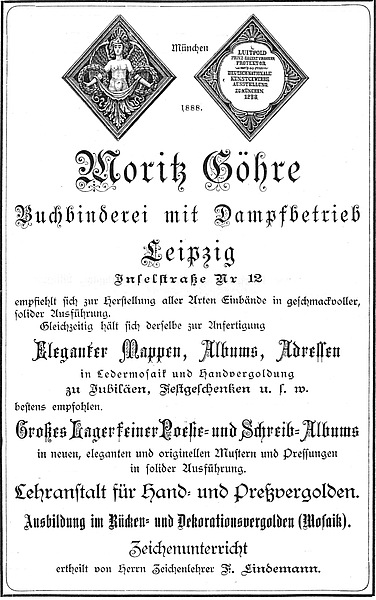 München
1888.
LUITPOLD
PRINZ REGENT V. BAYERN
PROTEKTOR.
DEUTSCH-NATIONALE
KUNSTGEWERBE
AUSSTELLUNG
ZU MÜNCHEN
1888.
Moritz Göhre
Buchbinderei mit Dampfbetrieb
Leipzig
Inselstraße Nr 12
empfiehlt sich zur Herstellung aller Arten Einbände in geschmackvoller,
solider Ausführung.
Gleichzeitig hält sich derselbe zur Anfertigung
Eleganter Mappen, Albums, Adressen
in Ledermosaik und Handvergoldung
zu Jubiläen, Festgeschenken u. s. w.
bestens empfohlen.
Großes Lager feiner Poesie- und Schreib-Albums
in neuen, eleganten und originellen Mustern und Pressungen
in solider Ausführung.
Lehranstalt für Hand- und Preßvergolden.
Ausbildung im Rücken- und Dekorationsvergolden (Mosaik).
Zeichenunterricht
ertheilt von Herrn Zeichenlehrer F. Lindemann.